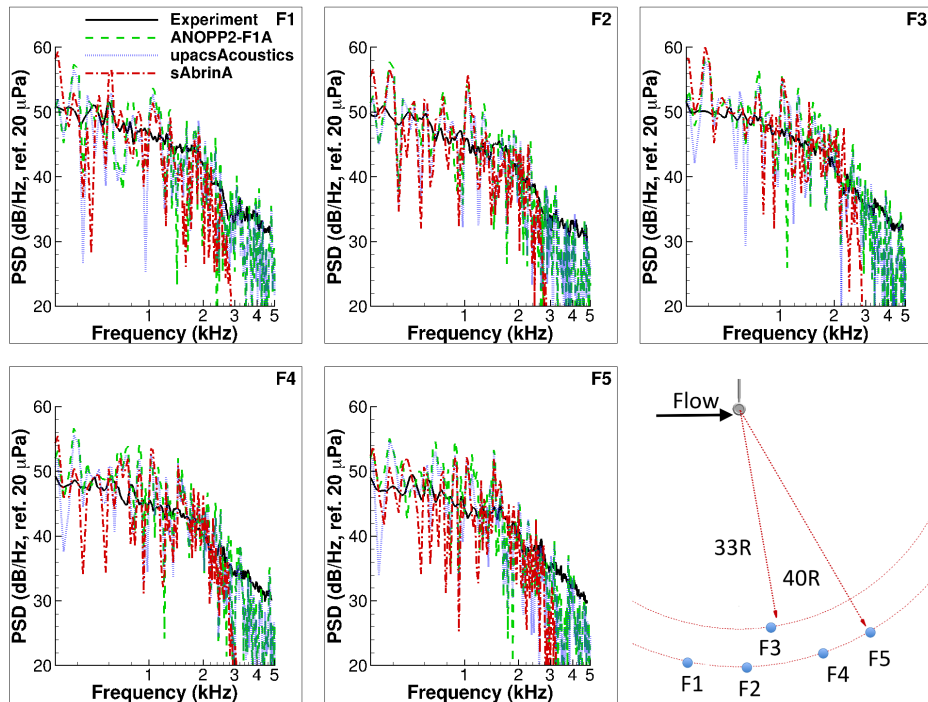 F1
Experiment
ANOPP2-F1A
upacsAcoustics
sAbrinA
60
50
40
30
20
PSD (dB/Hz, ref. 20 μPa)
1 2 3 4 5
Frequency (kHz)
F2
60
50
40
30
20
PSD (dB/Hz, ref. 20 μPa)
1 2 3 4 5
Frequency (kHz)
F3
60
50
40
30
20
PSD (dB/Hz, ref. 20 μPa)
1 2 3 4 5
Frequency (kHz)
F4
60
50
40
30
20
PSD (dB/Hz, ref. 20 μPa)
1 2 3 4 5
Frequency (kHz)
F5
60
50
40
30
20
PSD (dB/Hz, ref. 20 μPa)
1 2 3 4 5
Frequency (kHz)
Flow
33R
40R
F3
F1
F2
F4
F5